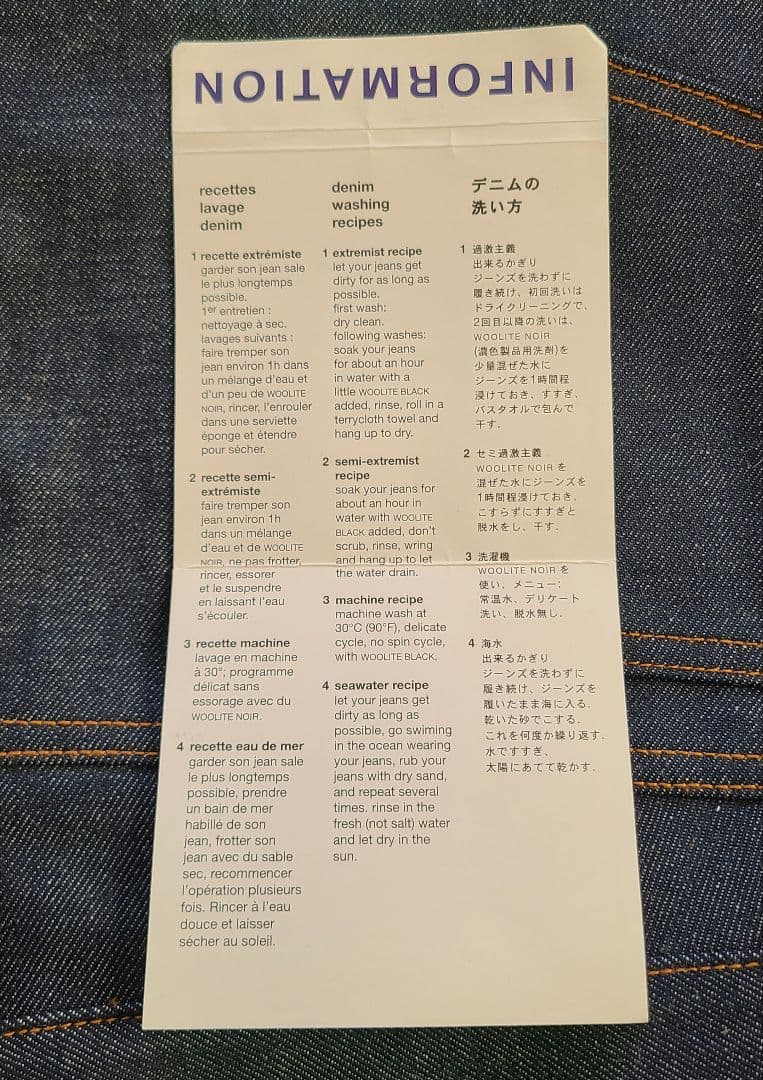 INFORMATION
recettes
lavage
denim
1 recette extrémiste
garder son jean sale
le plus longtemps
possible.
1er entretien :
nettoyage à sec.
lavages suivants :
faire tremper son
jean environ 1h dans
un mélange d'eau et
d'un peu de WOOLITE
NOIR, rincer, l'enrouler
dans une serviette
éponge et étendre
pour sécher.
2 recette semi-
extrémiste
faire tremper son
jean environ 1h
dans un mélange
d'eau et de WOOLITE
NOIR, ne pas frotter,
rincer, essorer
et le suspendre
en laissant l'eau
s'écouler.
3 recette machine
lavage en machine
à 30°; programme
délicat sans
essorage avec du
WOOLITE NOIR.
4 recette eau de mer
garder son jean sale
le plus longtemps
possible, prendre
un bain de mer
habillé de son
jean, frotter son
jean avec du sable
sec, recommencer
l'opération plusieurs
fois. Rincer à l'eau
douce et laisser
sécher au soleil.
denim
washing
recipes
1 extremist recipe
let your jeans get
dirty for as long as
possible.
first wash:
dry clean.
following washes:
soak your jeans
for about an hour
in water with a
little WOOLITE BLACK
added, rinse, roll in a
terrycloth towel and
hang up to dry.
2 semi-extremist
recipe
soak your jeans for
about an hour in
water with WOOLITE
BLACK added, don't
scrub, rinse, wring
and hang up to let
the water drain.
3 machine recipe
machine wash at
30°C (90°F), delicate
cycle, no spin cycle,
with WOOLITE BLACK.
4 seawater recipe
let your jeans get
dirty as long as
possible, go swiming
in the ocean wearing
your jeans, rub your
jeans with dry sand,
and repeat several
times. rinse in the
fresh (not salt) water
and let dry in the
sun.
デニムの
洗い方
1 過激主義
出来るかぎり
ジーンズを洗わずに
履き続け、初回洗いは
ドライクリーニングで、
2回目以降の洗いは、
WOOLITE NOIR
(濃色製品用洗剤)を
少量混ぜた水に
ジーンズを1時間程
浸けておき、すすぎ、
バスタオルで包んで
干す.
2 セミ過激主義
WOOLITE NOIR を
混ぜた水にジーンズを
1時間程浸けておき、
こすらずにすすぎと
脱水をし、干す.
3 洗濯機
WOOLITE NOIR を
使い、メニュー:
常温水、デリケート
洗い、脱水無し.
4 海水
出来るかぎり
ジーンズを洗わずに
履き続け、ジーンズを
履いたまま海に入る.
乾いた砂でこする.
これを何度か繰り返す.
水ですすぎ、
太陽にあてて乾かす.